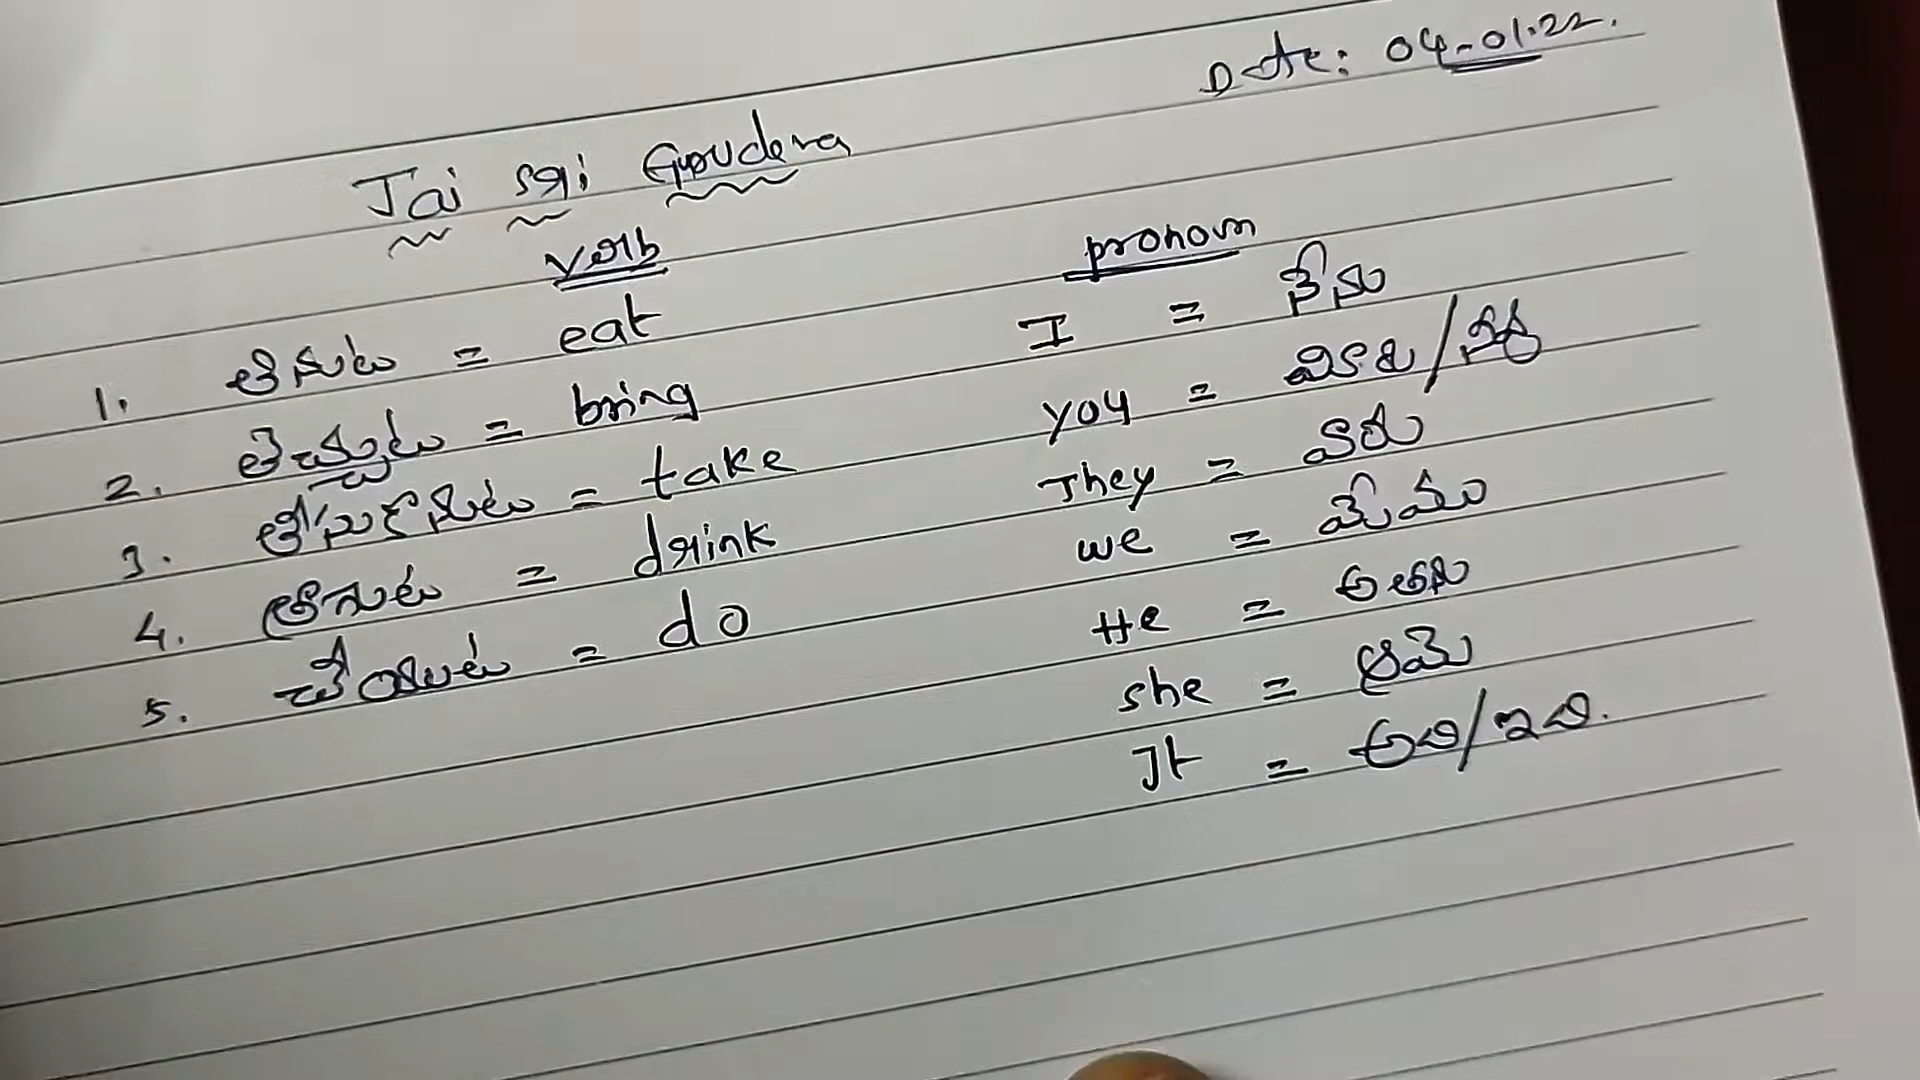 Date: 04-01.22.
Jai Sri Gurudeva
verb
1. తినుట = eat
2. తెచ్చుట = bring
3. తీసుకొనుట = take
4. త్రాగుట = drink
5. చేయుట = do
pronoun
I = నేను
you = మీరు/నువ్వు
They = వారు
we = మేము
He = అతను
she = ఆమె
It = అది/ఇది.